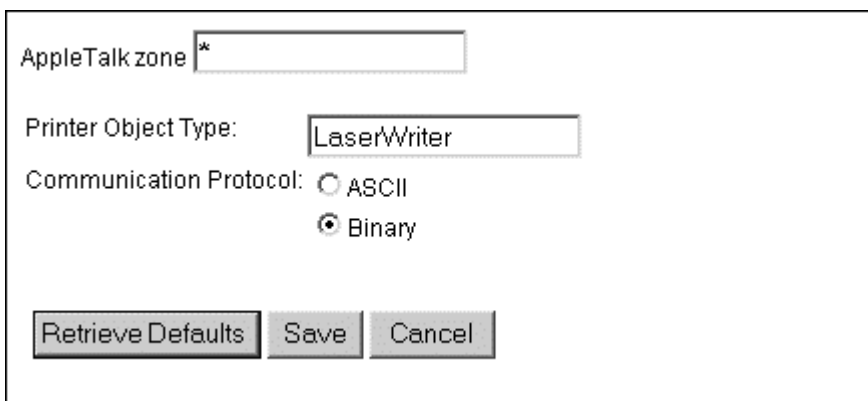 AppleTalk zone *
Printer Object Type: LaserWriter
Communication Protocol: ASCII
Binary
Retrieve Defaults Save Cancel